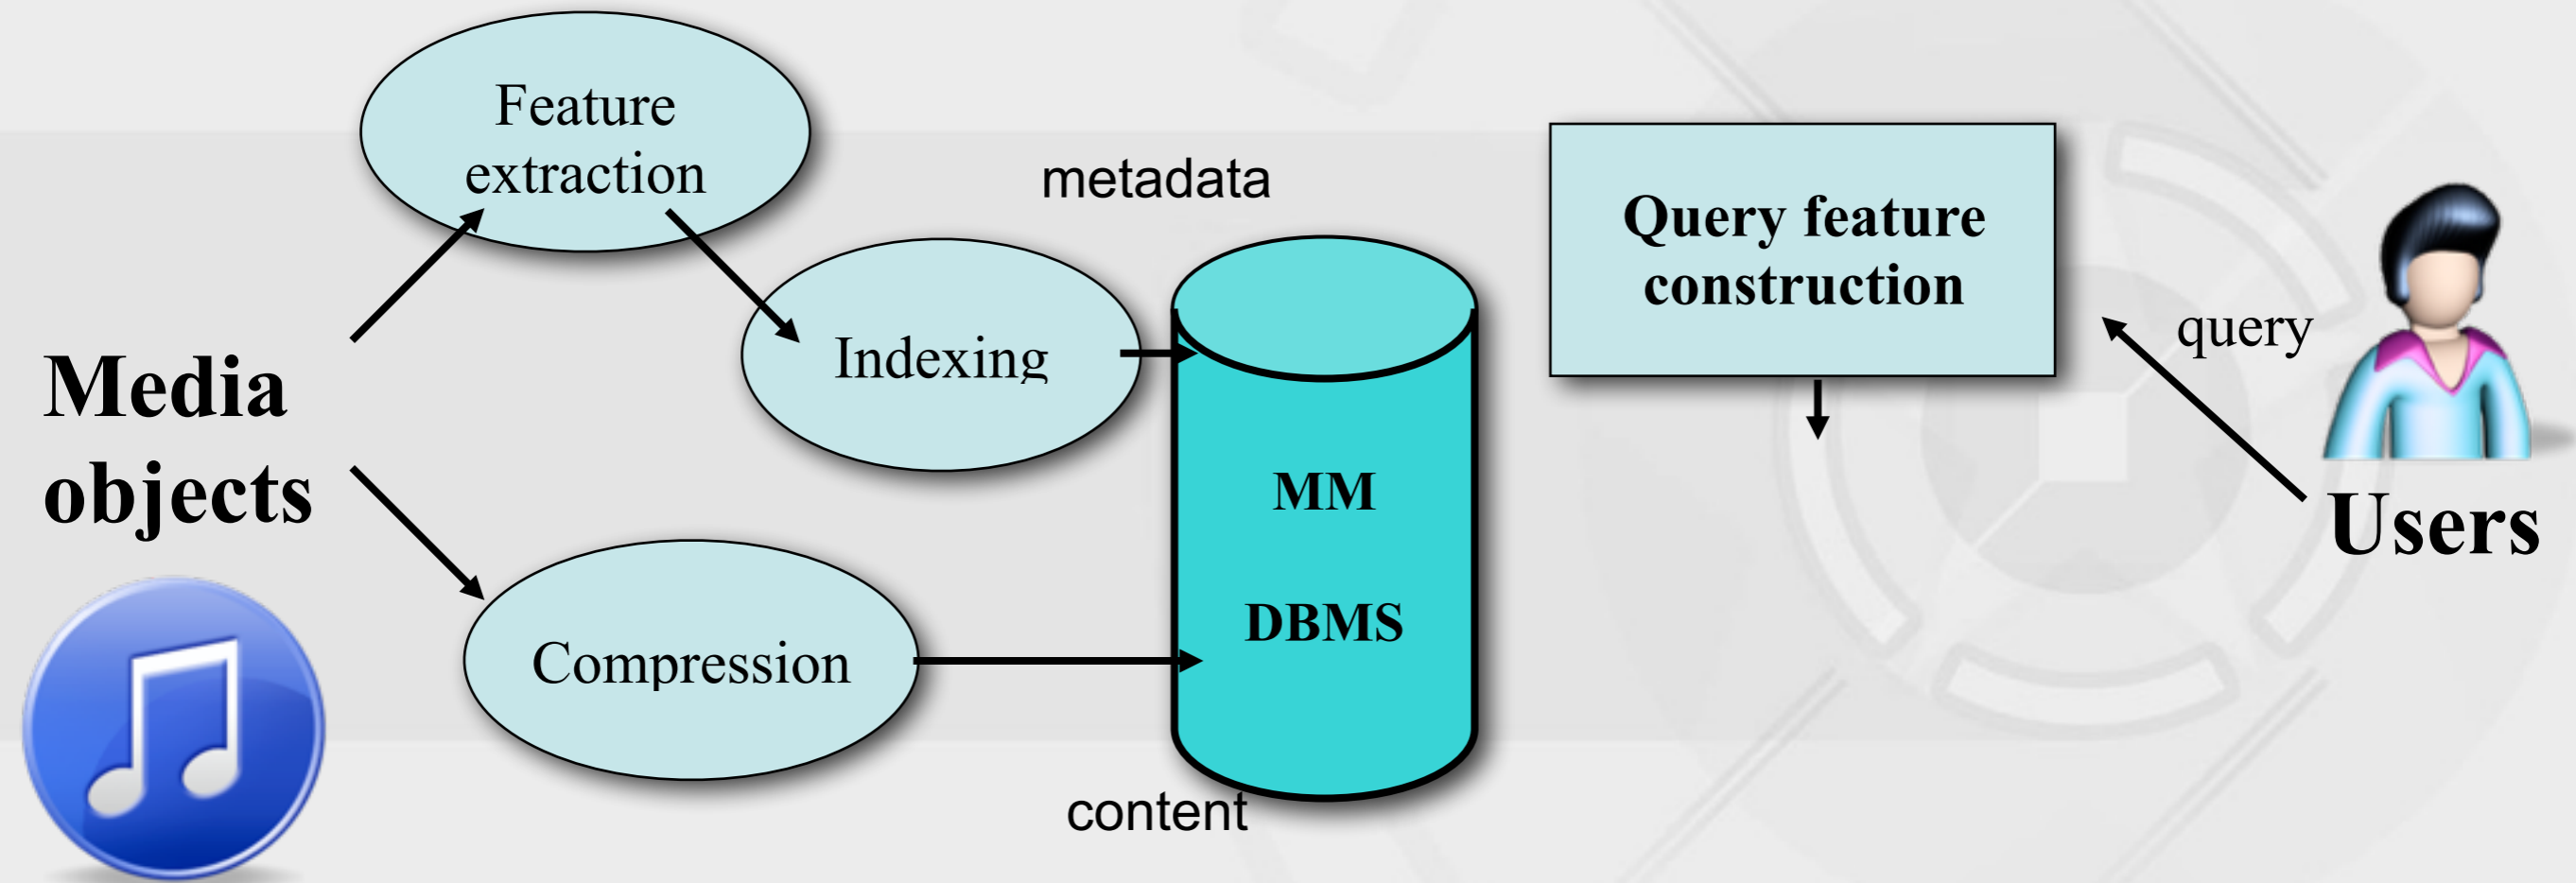 Feature
extraction
metadata
Query feature
construction
Indexing
query
Media
objects
MM
DBMS
Users
Compression
content